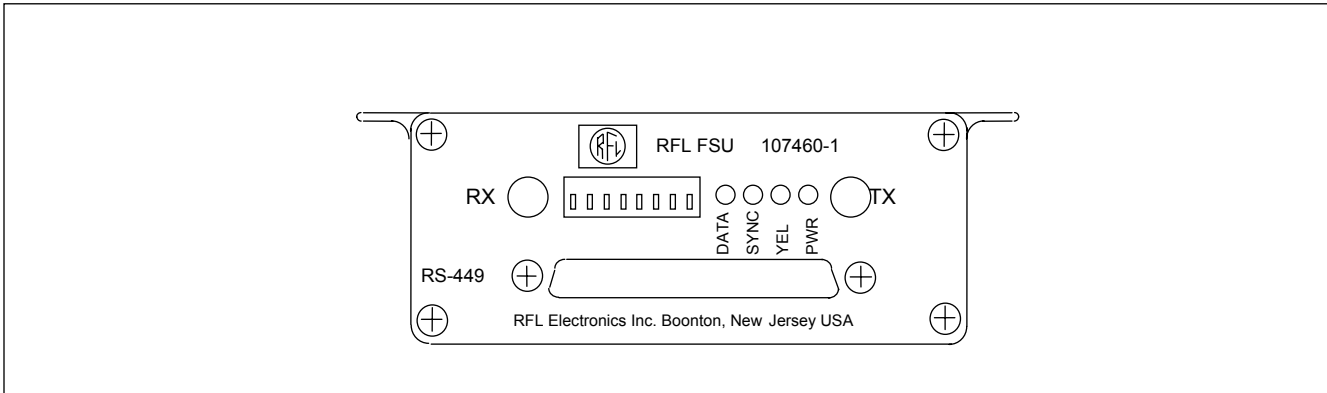 RFL RFL FSU 107460-1
RX TX
DATA
SYNC
YEL
PWR
RS-449
RFL Electronics Inc. Boonton, New Jersey USA